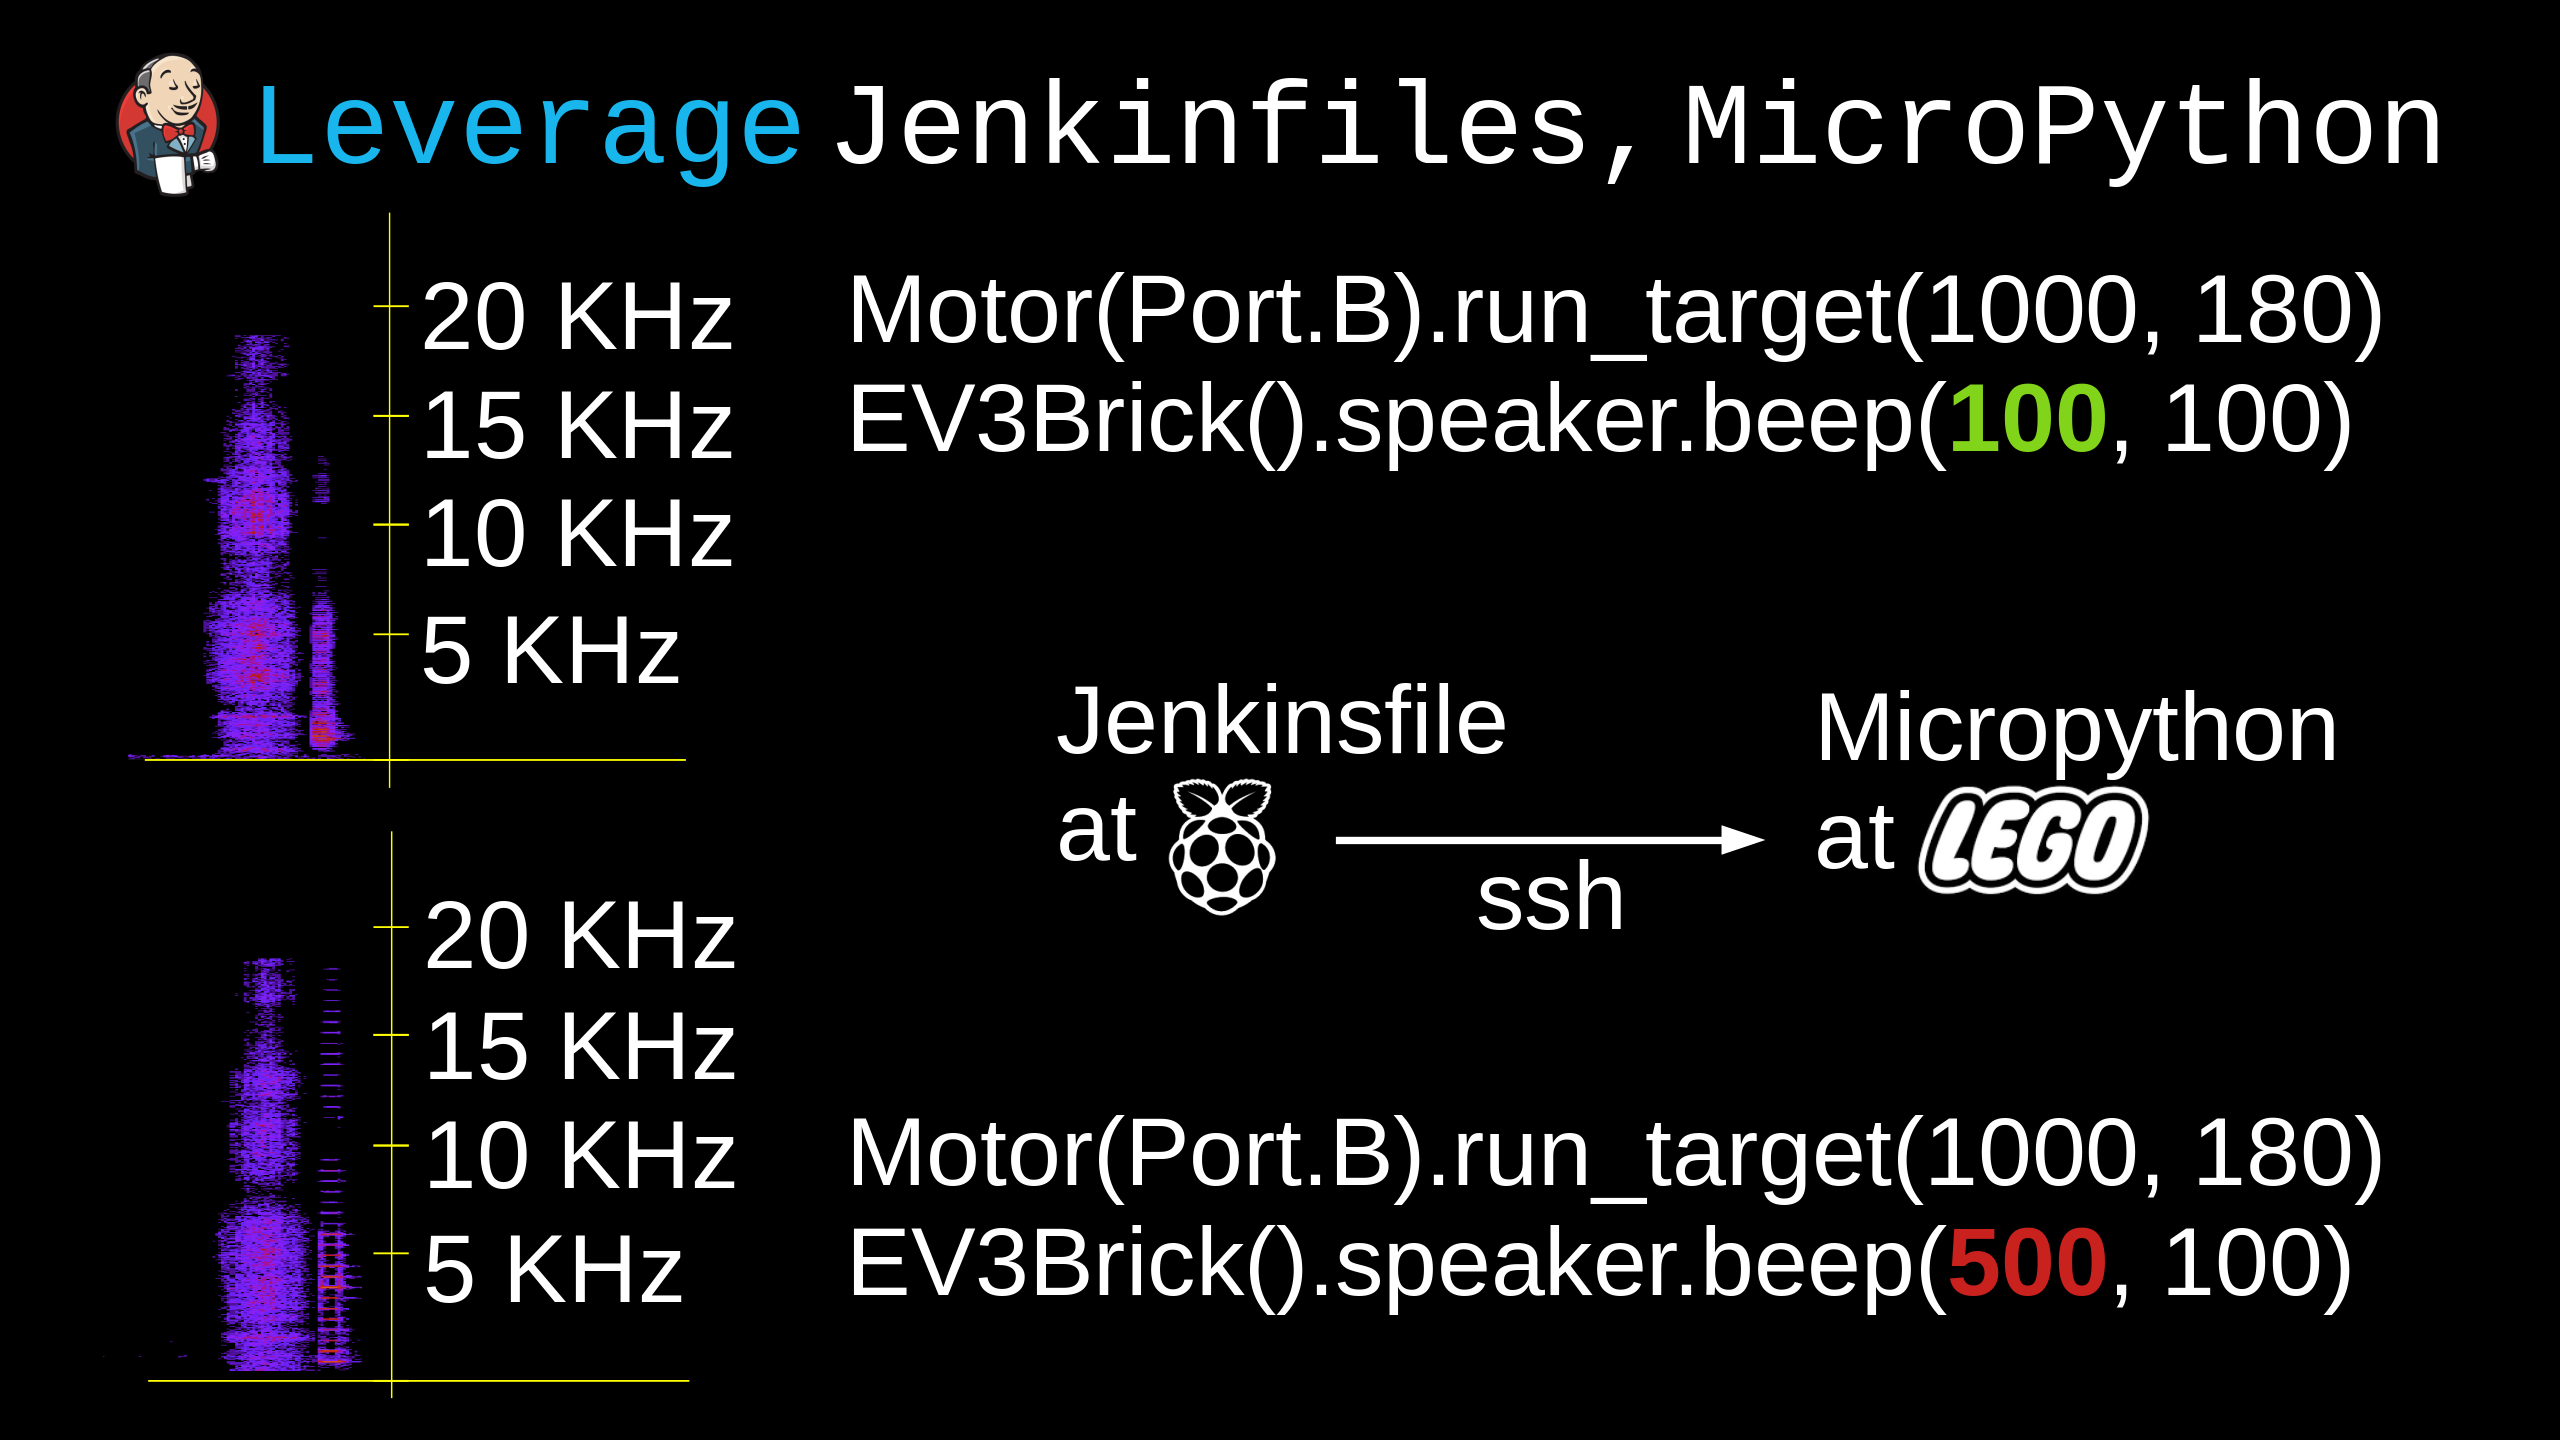 Leverage Jenkinfiles, MicroPython
20 KHz
15 KHz
10 KHz
5 KHz
Motor(Port.B).run_target(1000, 180)
EV3Brick().speaker.beep(100, 100)
Jenkinsfile
at
ssh
Micropython
at LEGO
20 KHz
15 KHz
10 KHz
5 KHz
Motor(Port.B).run_target(1000, 180)
EV3Brick().speaker.beep(500, 100)